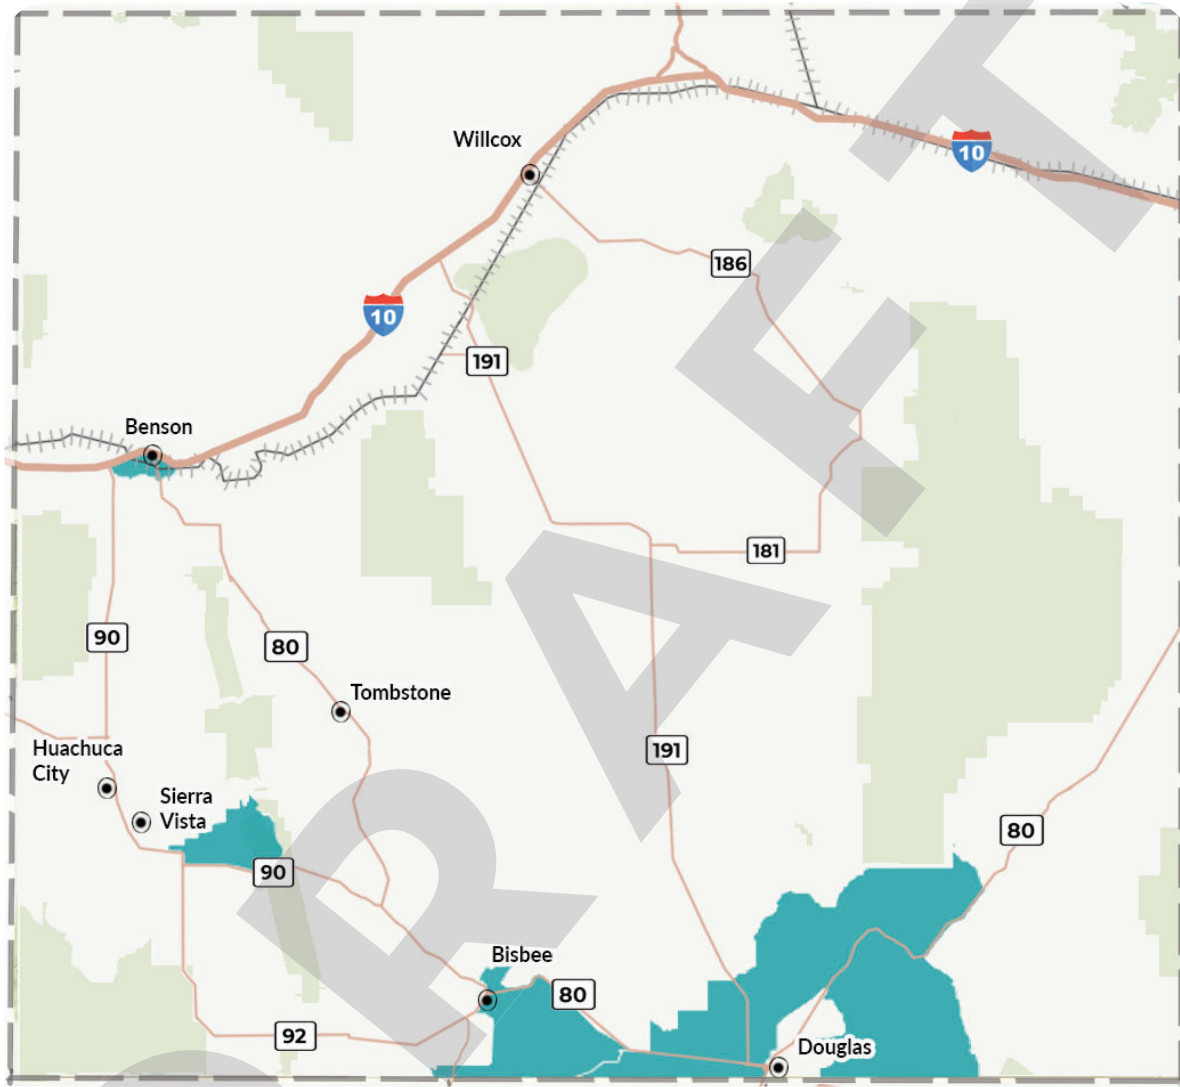 Willcox
10
186
10
191
Benson
181
90
80
Tombstone
191
Huachuca
City
Sierra
Vista
80
90
Bisbee
80
92
Douglas
DRAFT